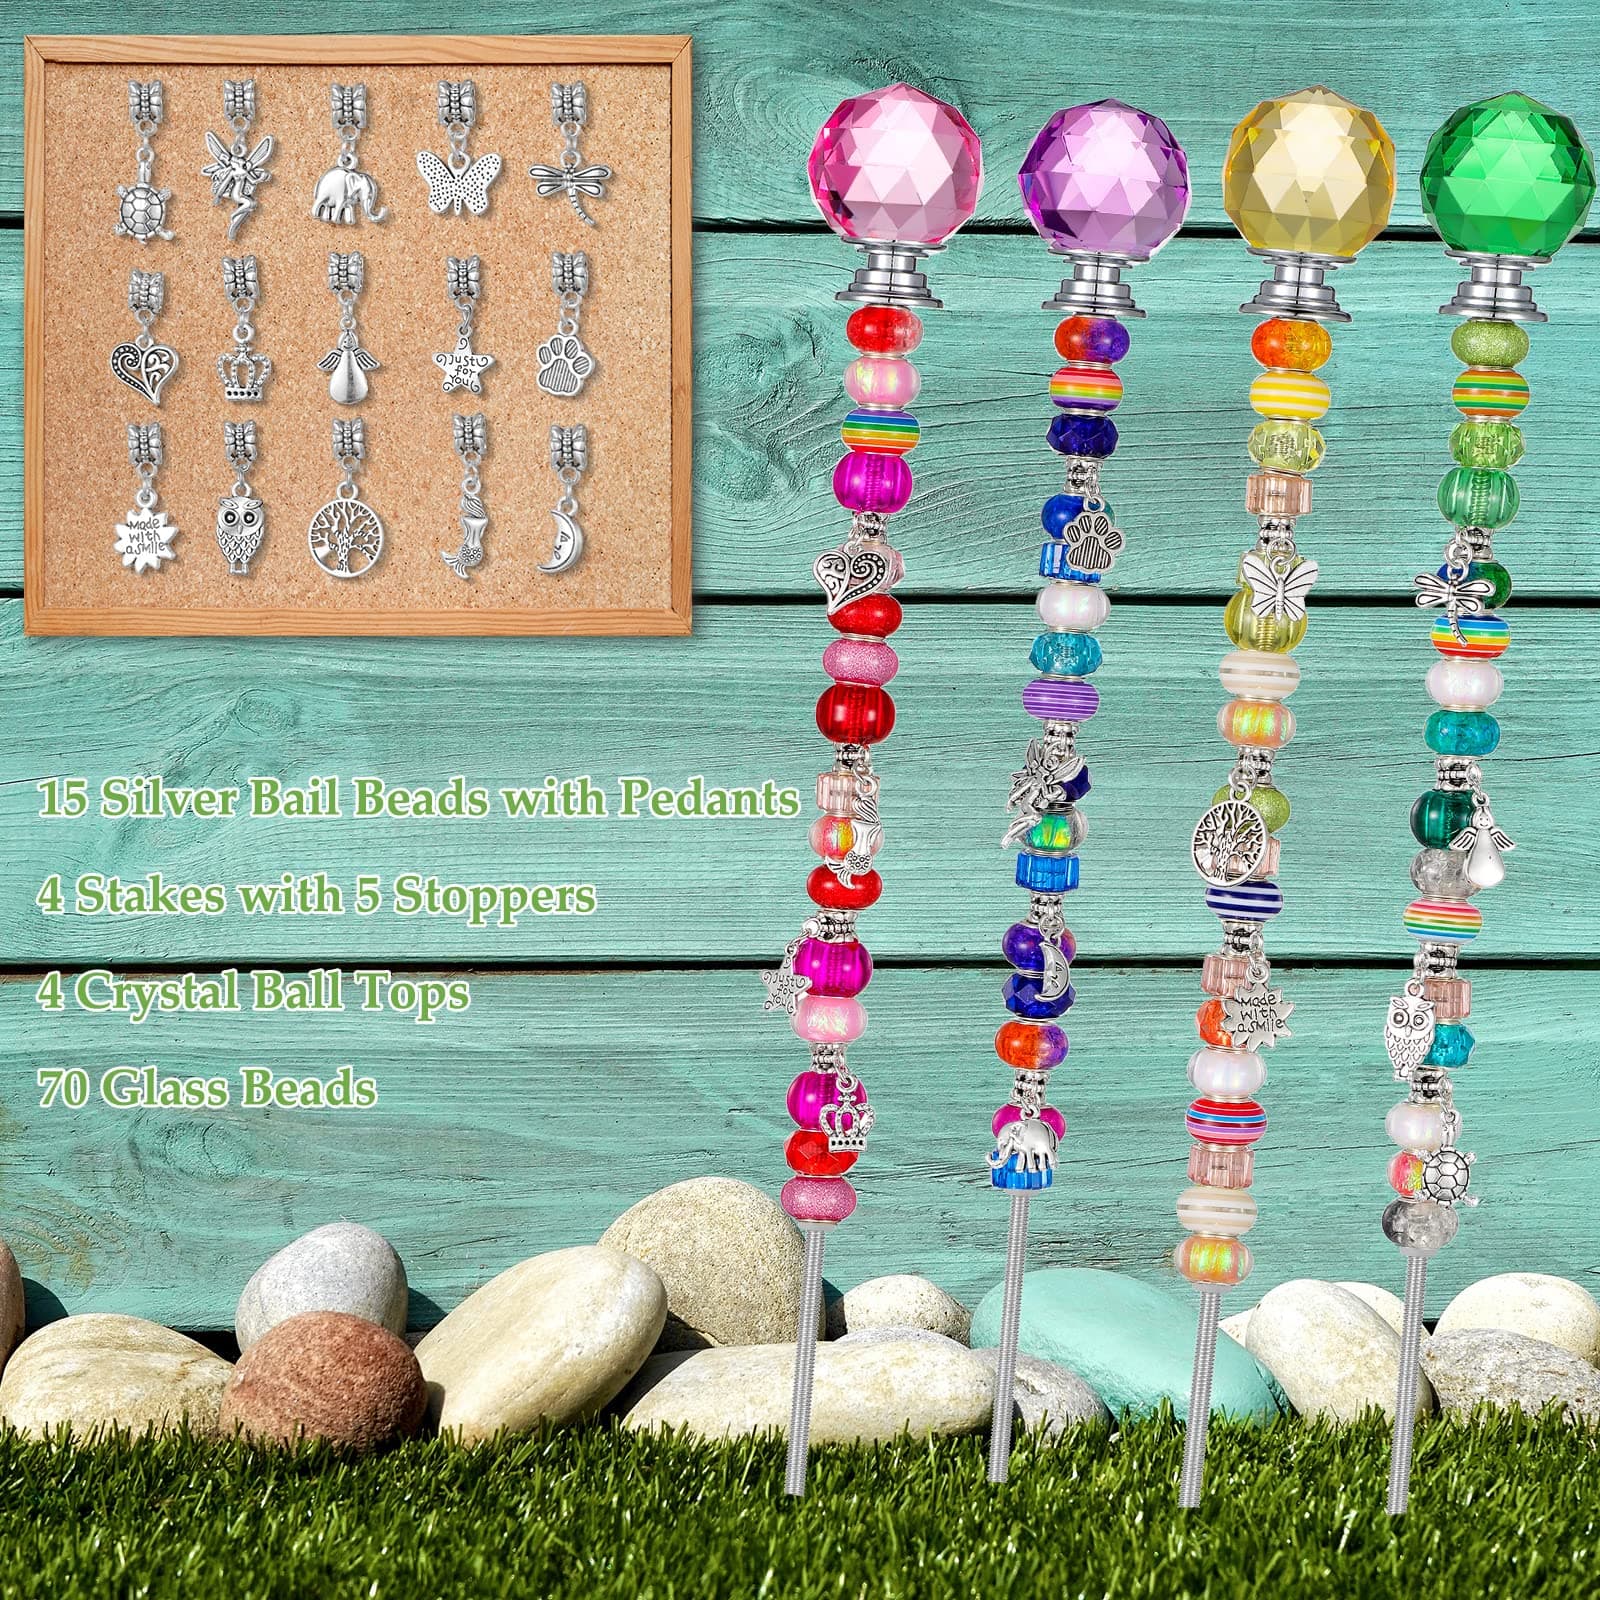 Just
for
you
Made
with
a smile
15 Silver Bail Beads with Pedants
4 Stakes with 5 Stoppers
4 Crystal Ball Tops
70 Glass Beads
Just
for
you
Made
with
a smile